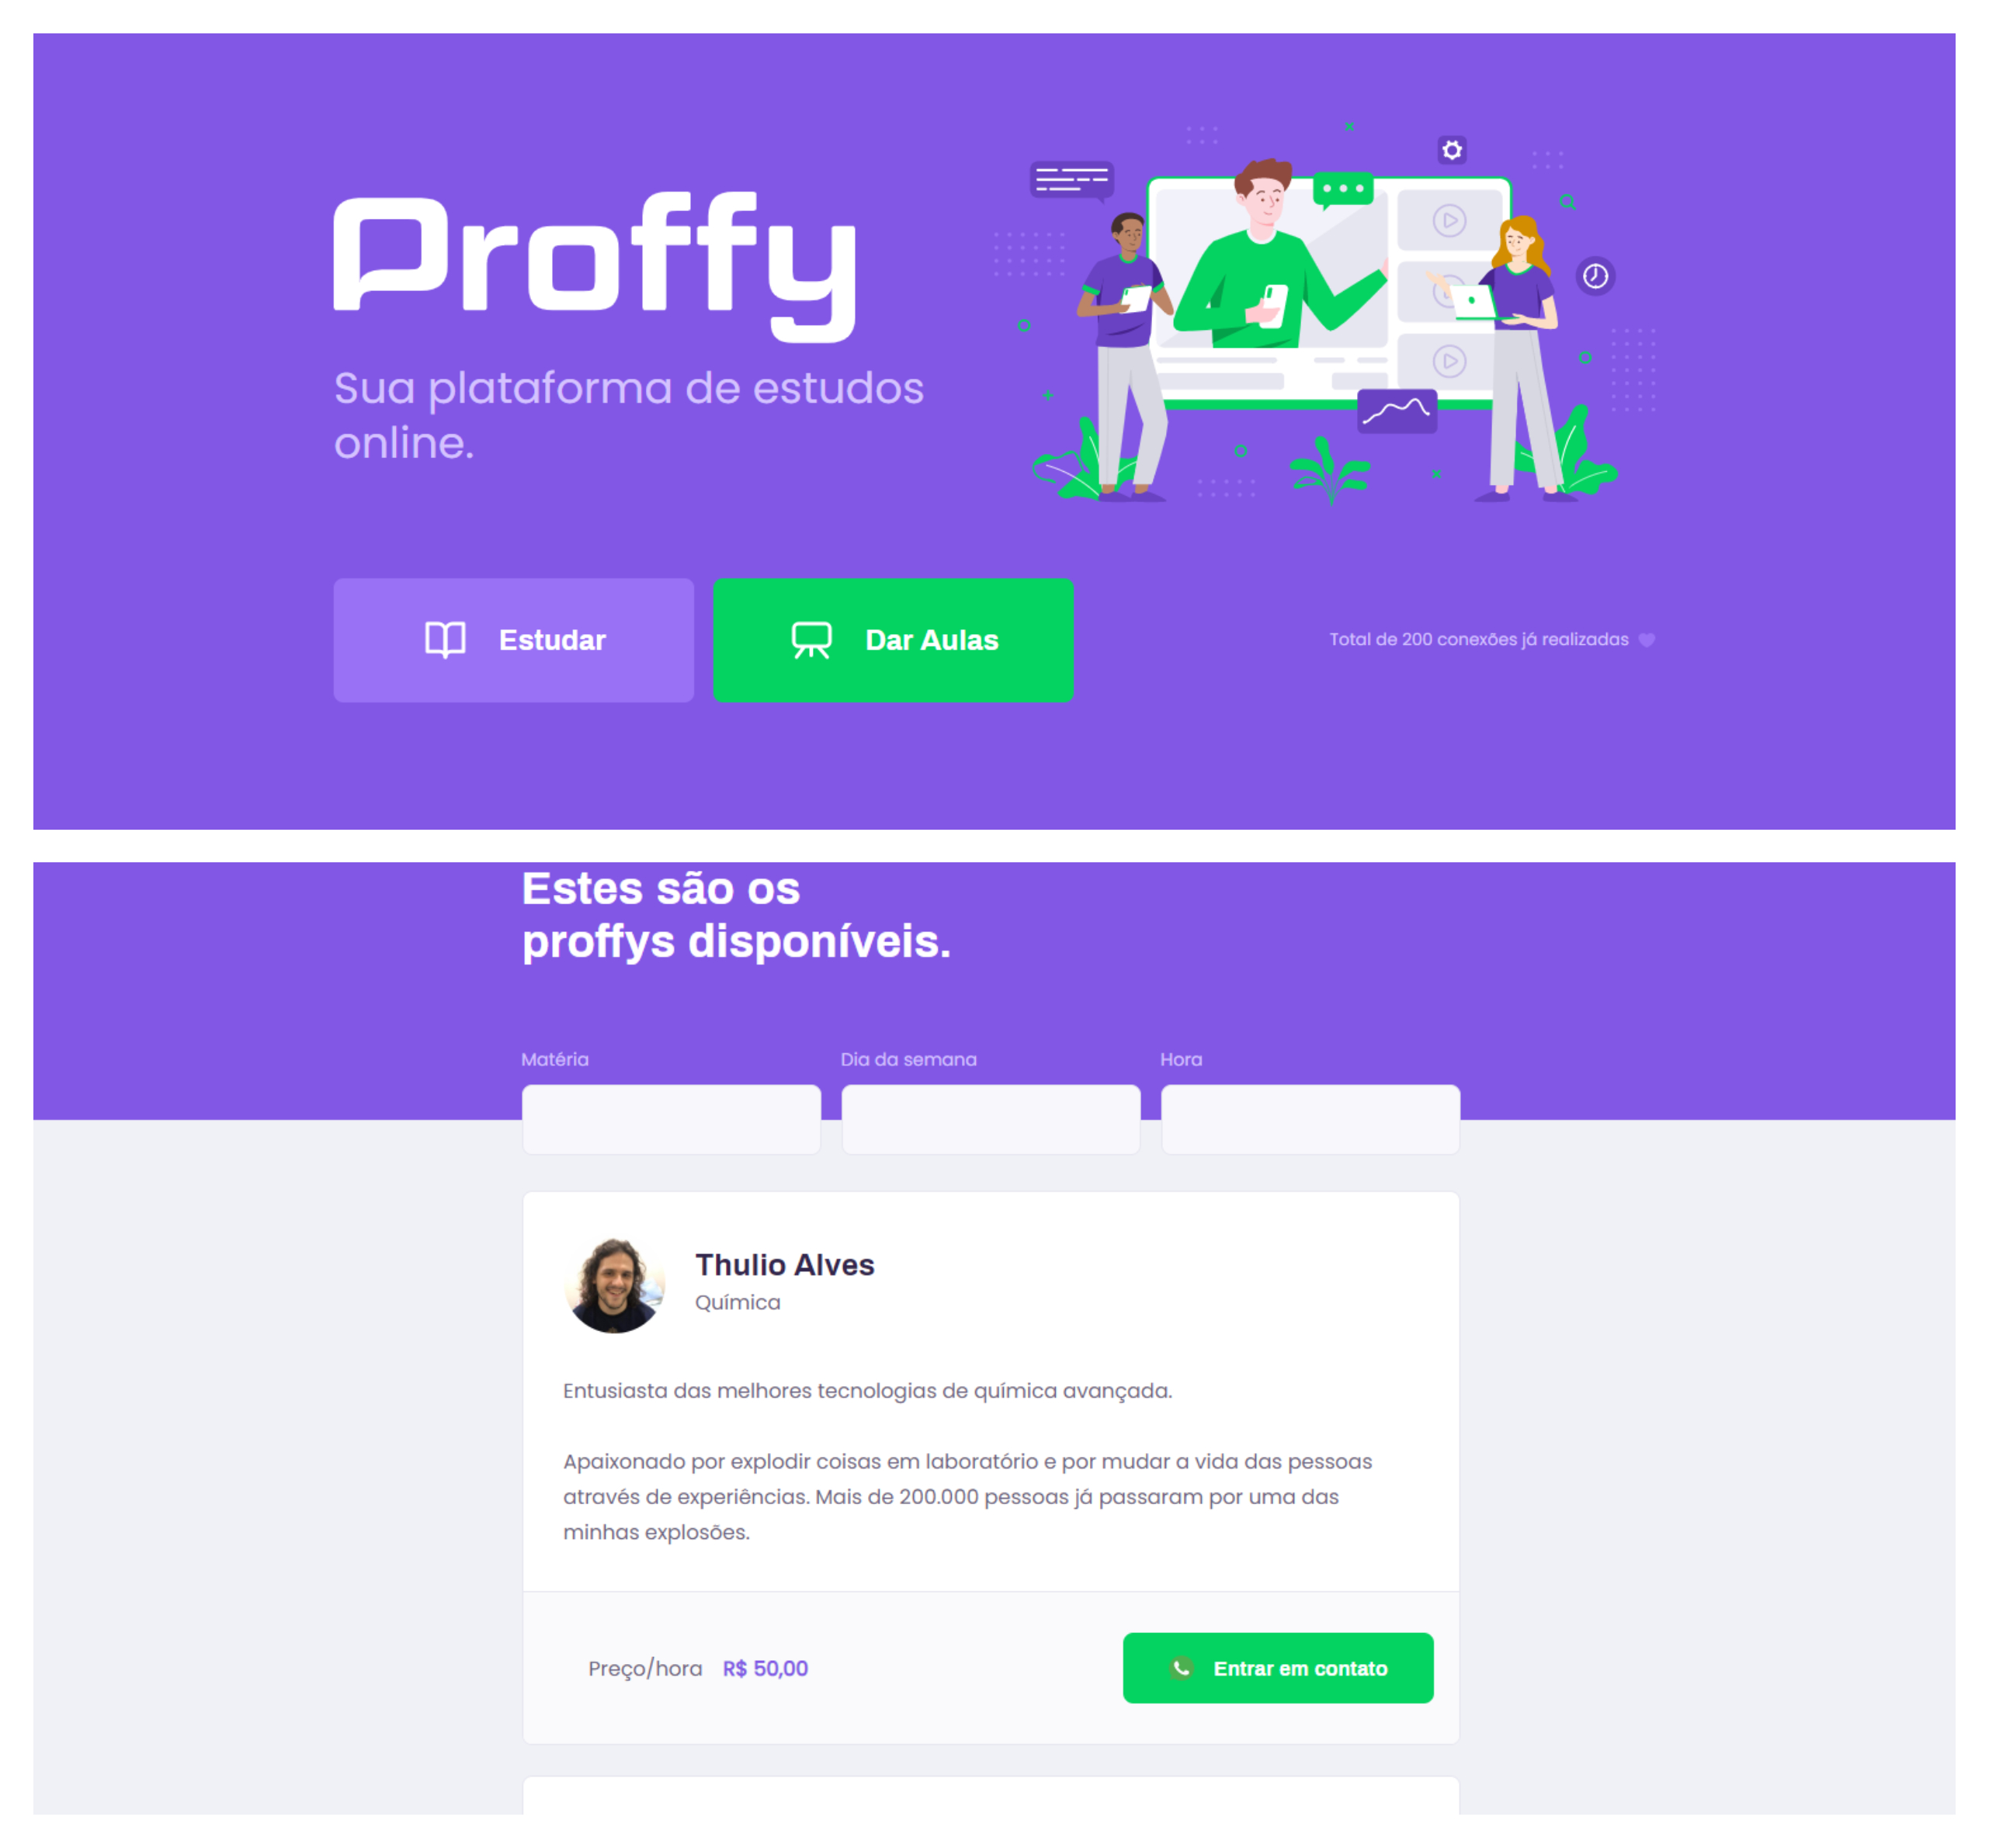 Proffy
Sua plataforma de estudos
online.
Estudar
Dar Aulas
Total de 200 conexões já realizadas
Estes são os
proffys disponíveis.
Matéria
Dia da semana
Hora
Thulio Alves
Química
Entusiasta das melhores tecnologias de química avançada.
Apaixonado por explodir coisas em laboratório e por mudar a vida das pessoas
através de experiências. Mais de 200.000 pessoas já passaram por uma das
minhas explosões.
Preço/hora R$ 50,00
Entrar em contato